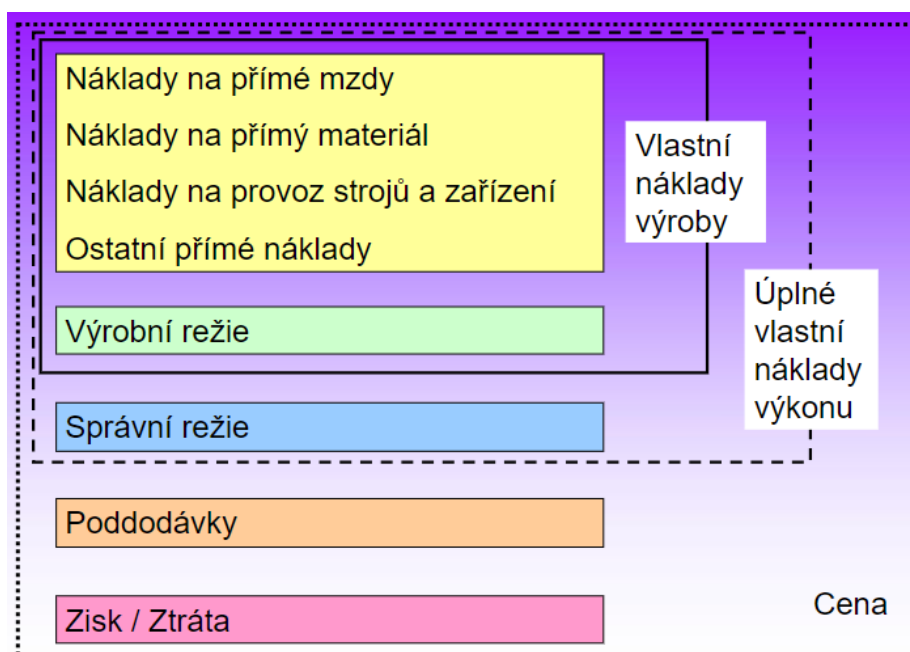 Náklady na přímé mzdy
Náklady na přímý materiál
Náklady na provoz strojů a zařízení
Ostatní přímé náklady
Vlastní
náklady
výroby
Výrobní režie
Úplné
vlastní
náklady
výkonu
Správní režie
Poddodávky
Zisk / Ztráta
Cena